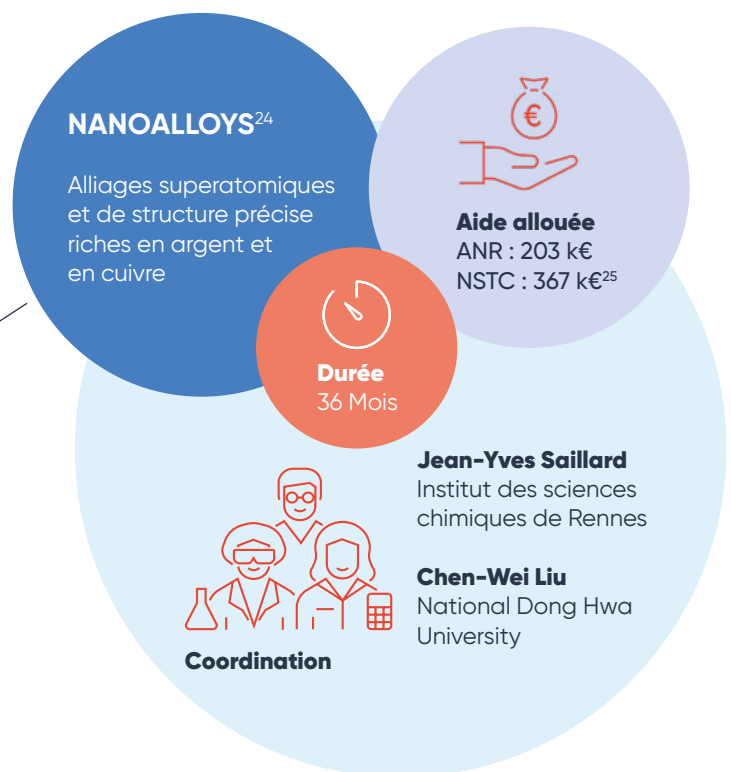 NANOALLOYS24
Alliages superatomiques
et de structure précise
riches en argent et
en cuivre
€
Aide allouée
ANR : 203 k€
NSTC : 367 k€25
Durée
36 Mois
Jean-Yves Saillard
Institut des sciences
chimiques de Rennes
Chen-Wei Liu
National Dong Hwa
University
Coordination